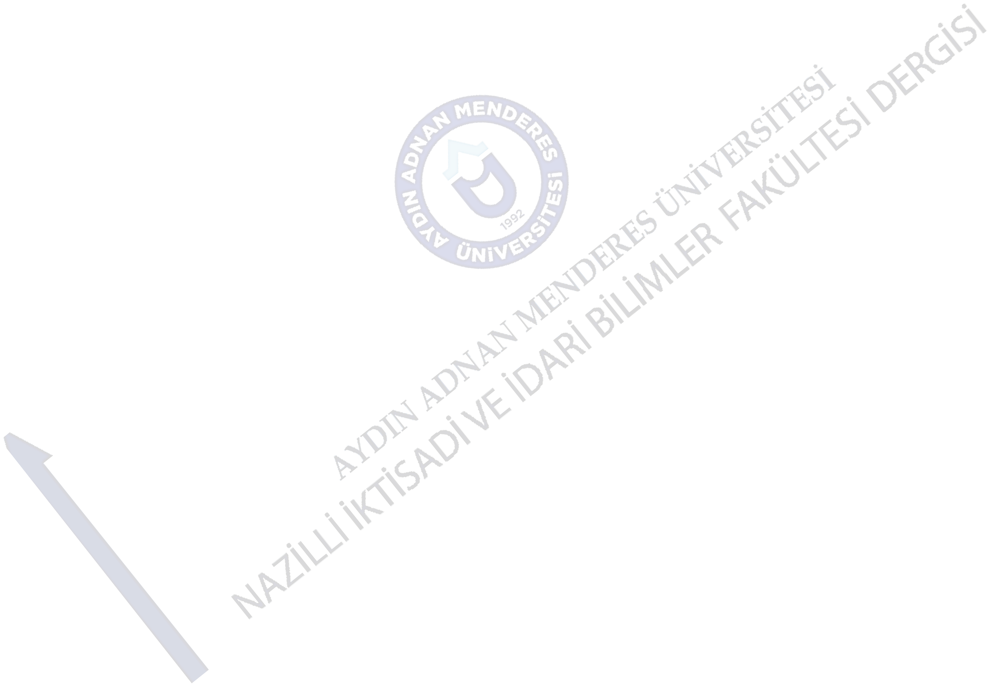 AYDIN ADNAN MENDERES ÜNİVERSİTESİ
1992
AYDIN ADNAN MENDERES ÜNİVERSİTESİ
NAZİLLİ İKTİSADİ VE İDARİ BİLİMLER FAKÜLTESİ DERGİSİ